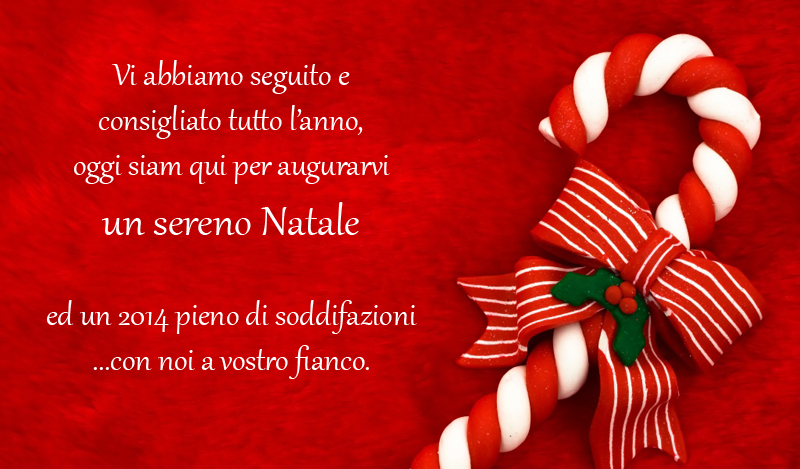 Vi abbiamo seguito e
consigliato tutto l'anno,
oggi siam qui per augurarvi
un sereno Natale
ed un 2014 pieno di soddifazioni
...con noi a vostro fianco.